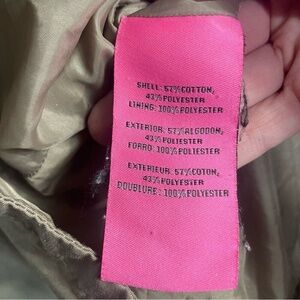 SHELL: 57%COTTON,
43%POLYESTER
LINING: 100%POLYESTER
EXTERIOR: 57%ALGODON,
43%POLIESTER
FORRO: 100%POLIESTER
EXTERIEUR: 57%COTON,
43%POLYESTER
DOUBLURE: 100%POLYESTER